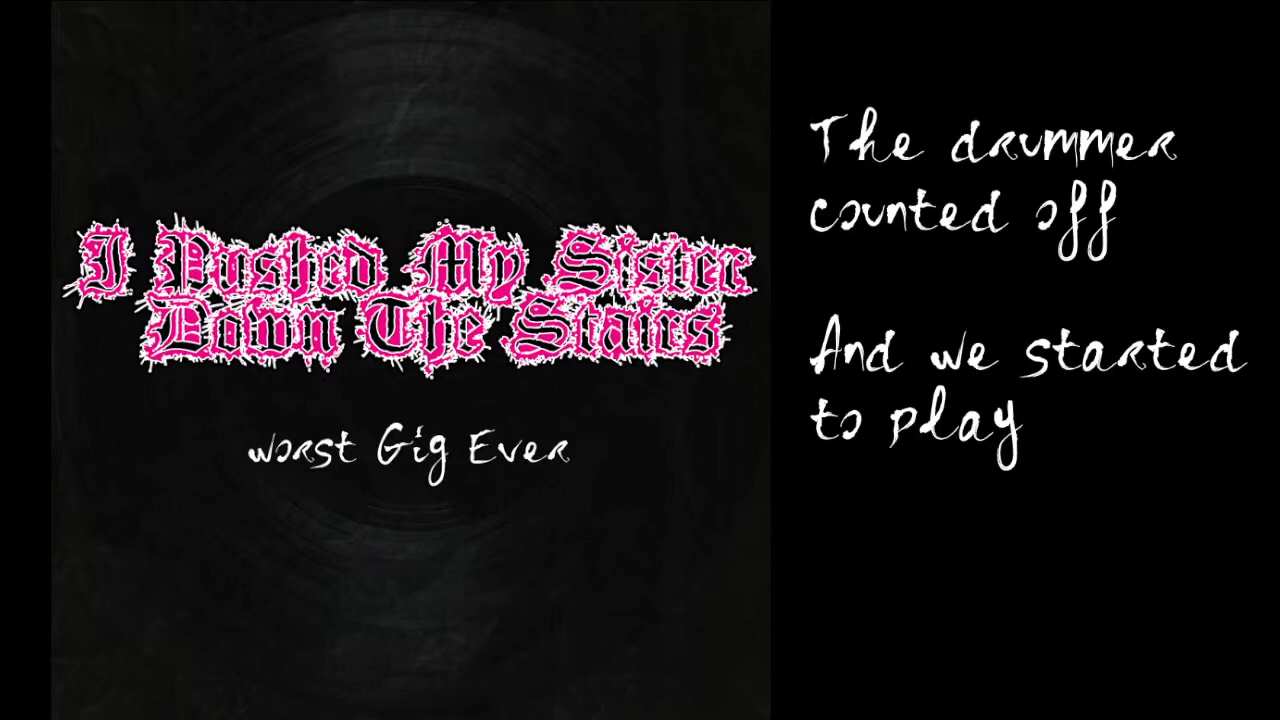 I Pushed My Sister
Down The Stairs
worst Gig Ever
The drummer
counted off
And we started
to play